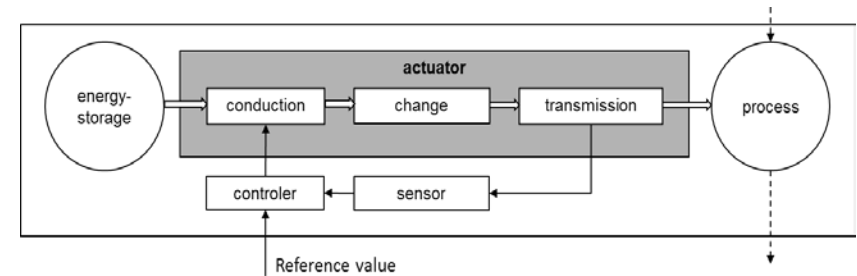 actuator
energy-
storage
conduction
change
transmission
process
controler
sensor
Reference value